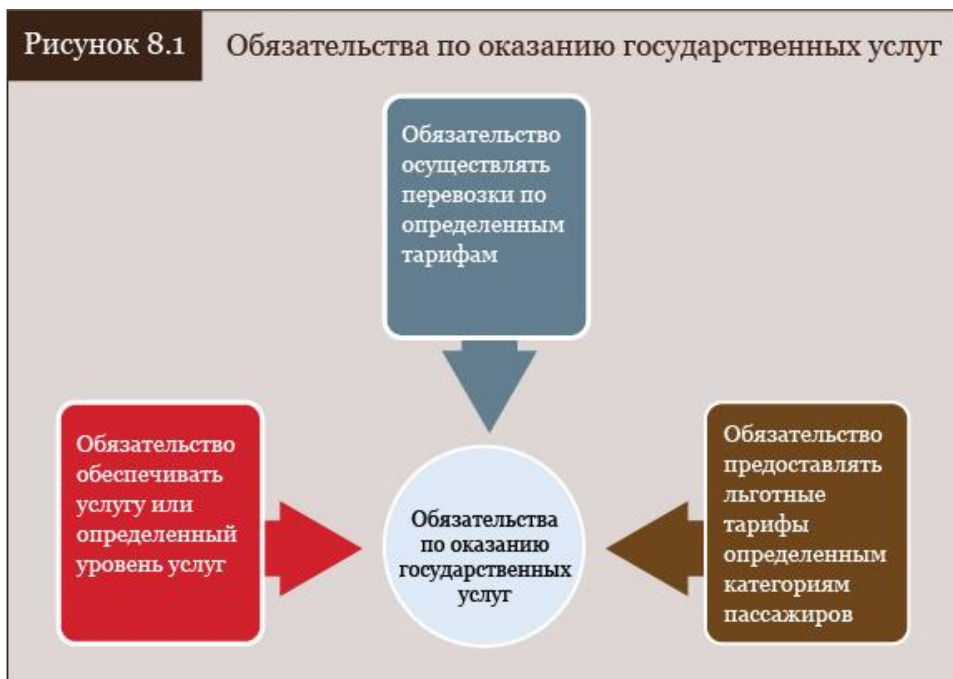 Рисунок 8.1
Обязательства по оказанию государственных услуг
Обязательство
осуществлять
перевозки по
определенным
тарифам
Обязательство
обеспечивать
услугу или
определенный
уровень услуг
Обязательства
по оказанию
государственных
услуг
Обязательство
предоставлять
льготные
тарифы
определенным
категориям
пассажиров